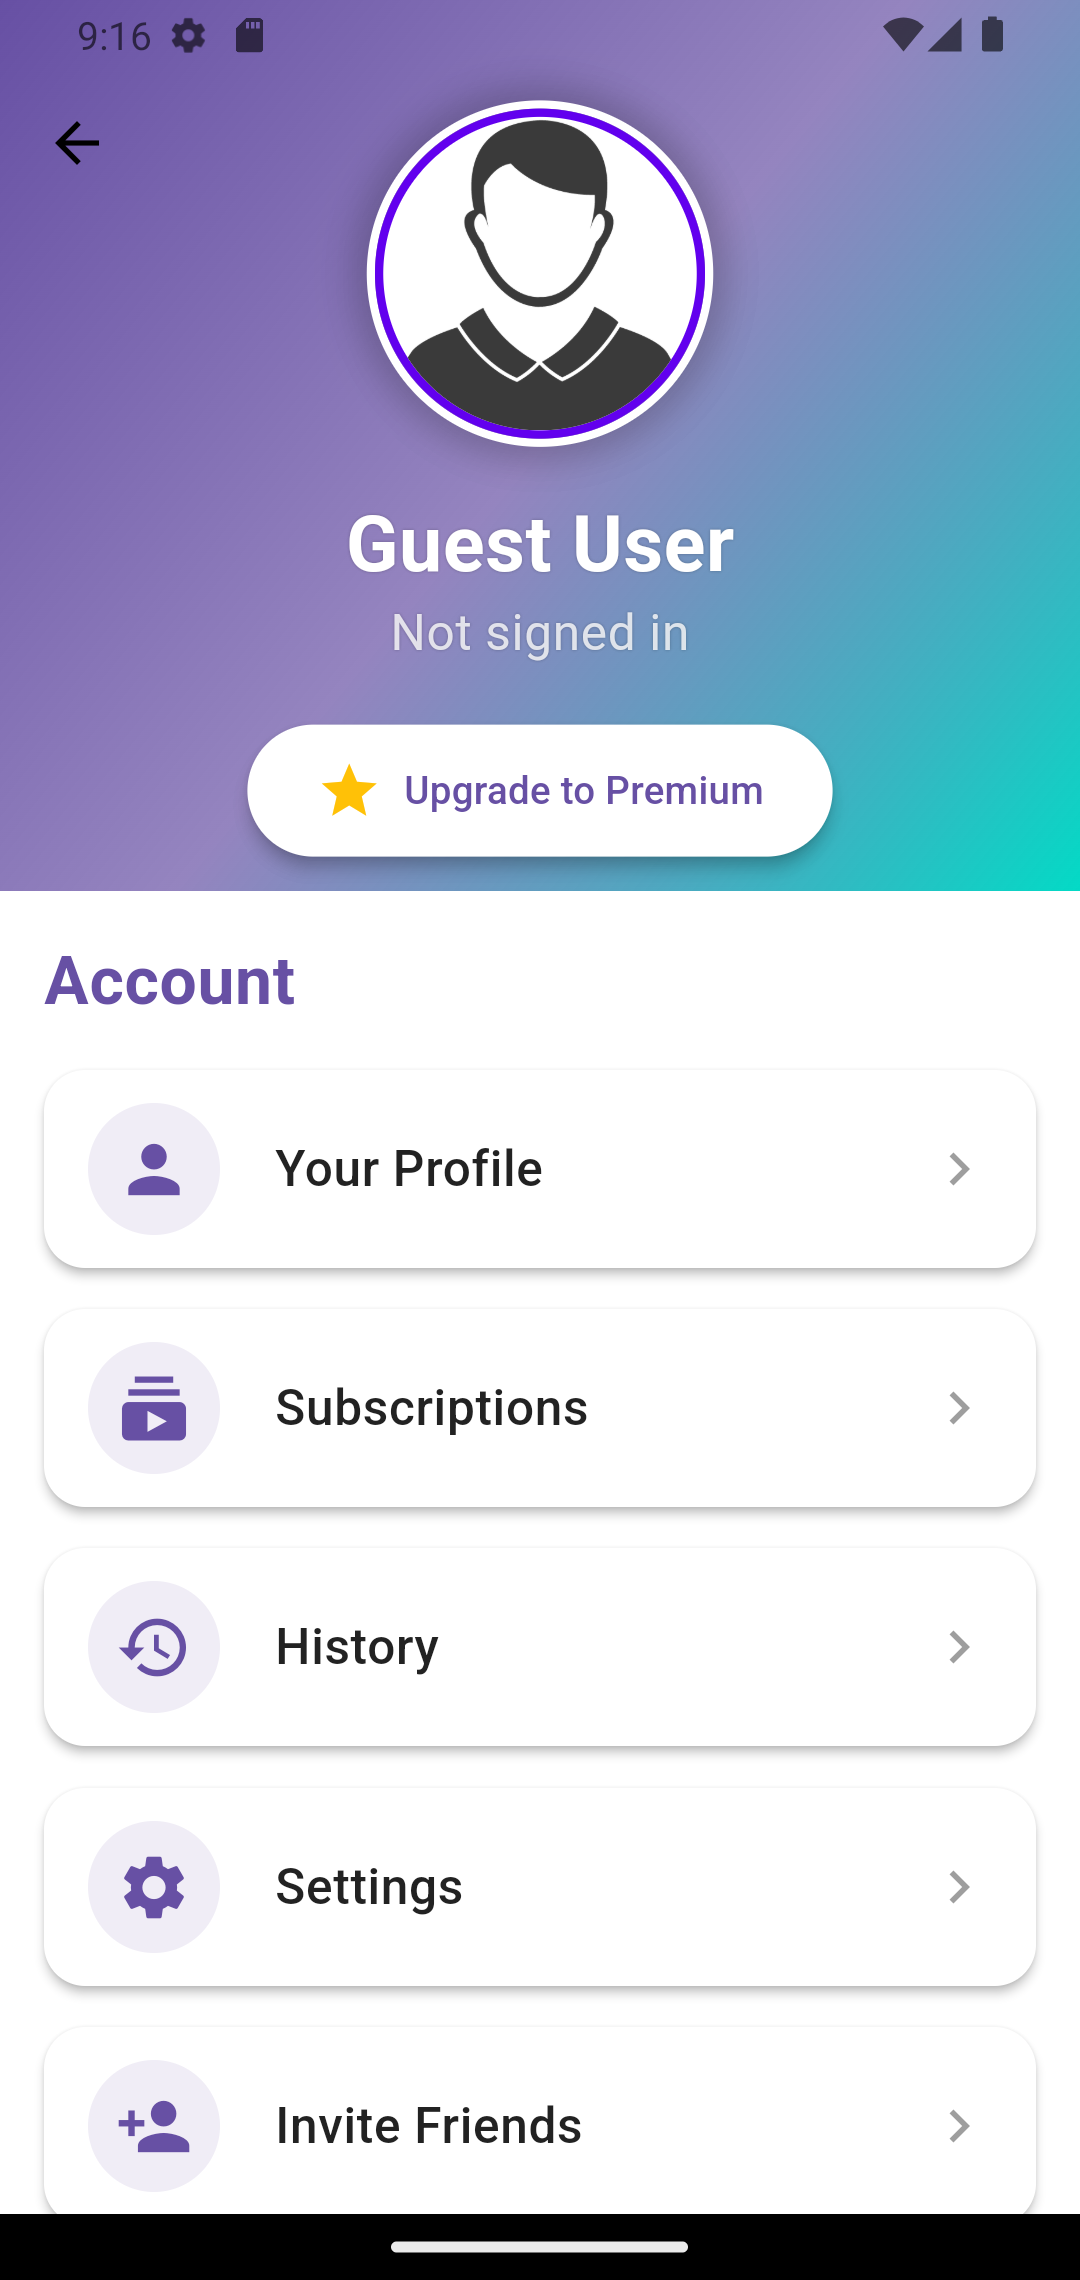 9:16
Guest User
Not signed in
Upgrade to Premium
Account
Your Profile
Subscriptions
History
Settings
Invite Friends